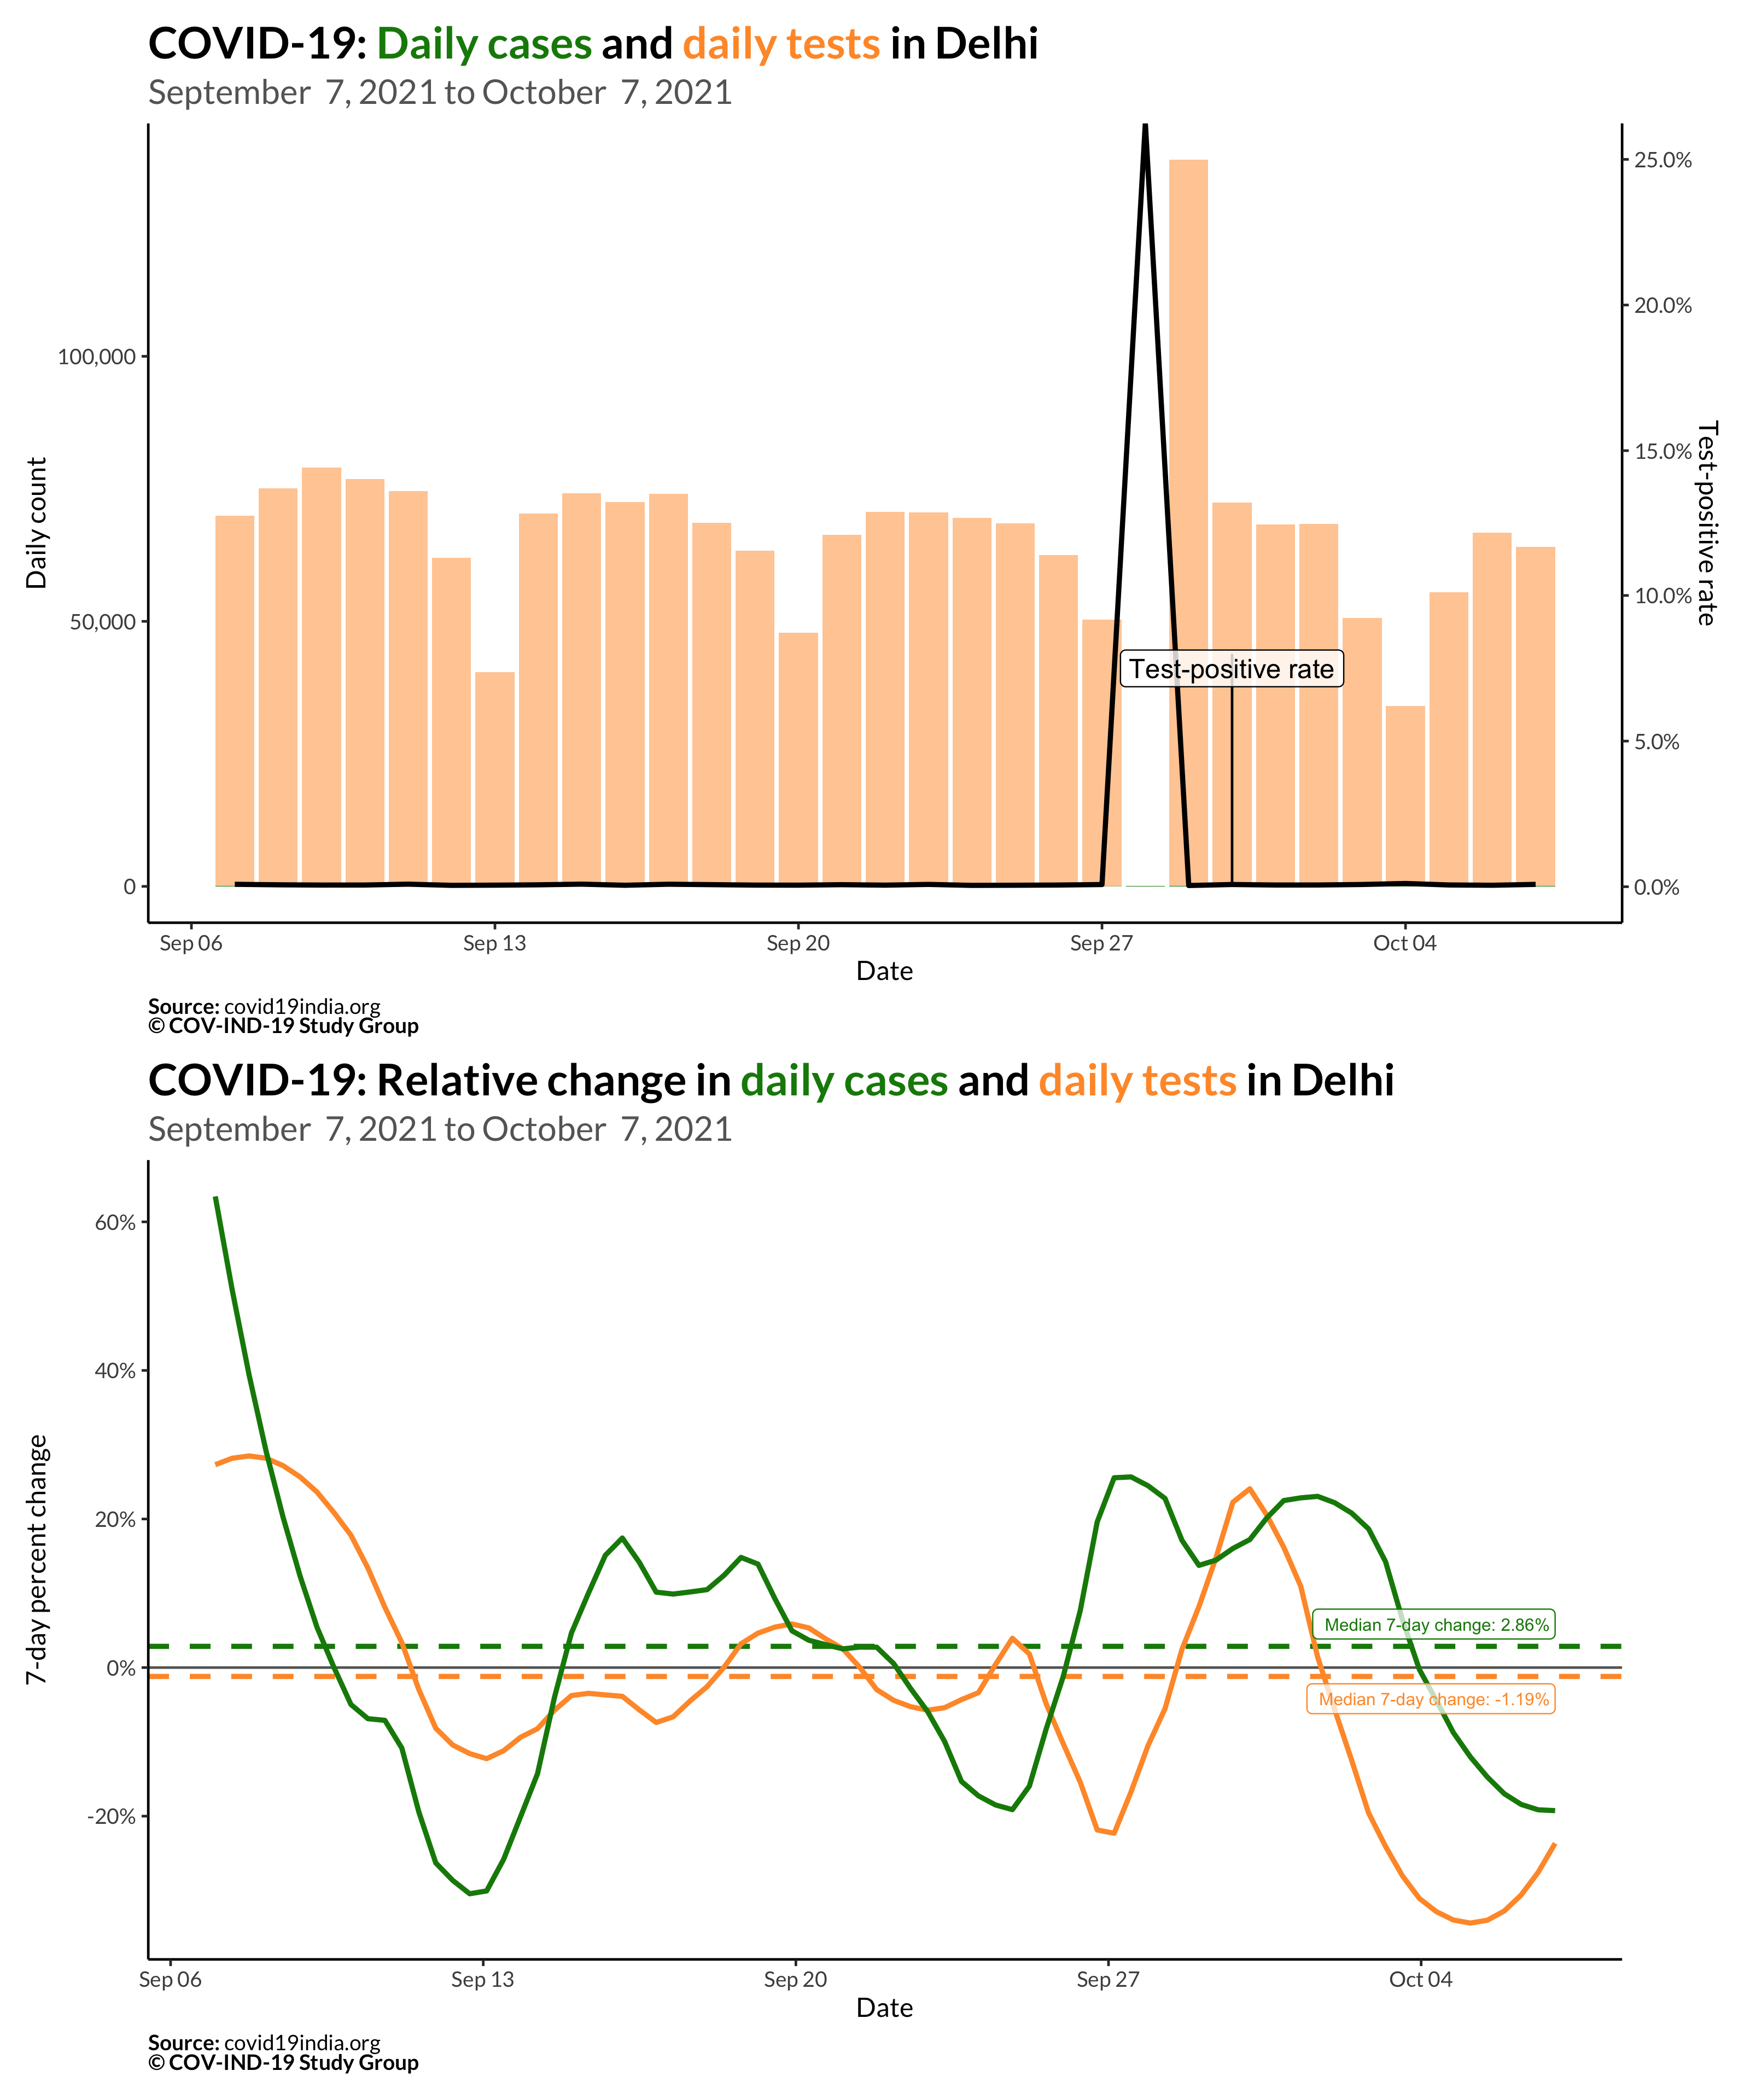 COVID-19: Daily cases and daily tests in Delhi
September 7, 2021 to October 7, 2021
Daily count
100,000
50,000
0
25.0%
20.0%
15.0%
10.0%
5.0%
0.0%
Test-positive rate
Test-positive rate
Sep 06
Sep 13
Sep 20
Sep 27
Oct 04
Date
Source: covid19india.org
© COV-IND-19 Study Group
COVID-19: Relative change in daily cases and daily tests in Delhi
September 7, 2021 to October 7, 2021
7-day percent change
60%
40%
20%
0%
-20%
Median 7-day change: 2.86%
Median 7-day change: -1.19%
Sep 06
Sep 13
Sep 20
Sep 27
Oct 04
Date
Source: covid19india.org
© COV-IND-19 Study Group